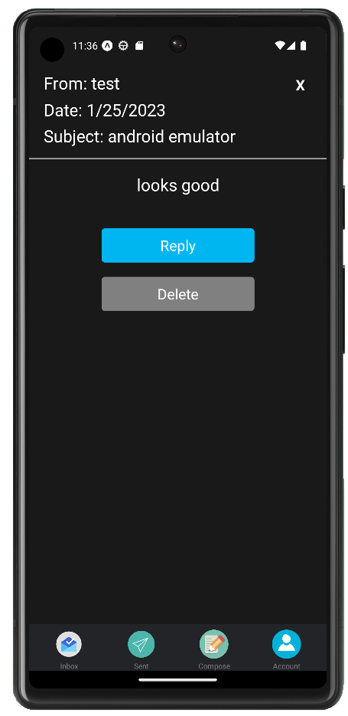 11:36
From: test
X
Date: 1/25/2023
Subject: android emulator
looks good
Reply
Delete
Inbox
Sent
Compose
Account